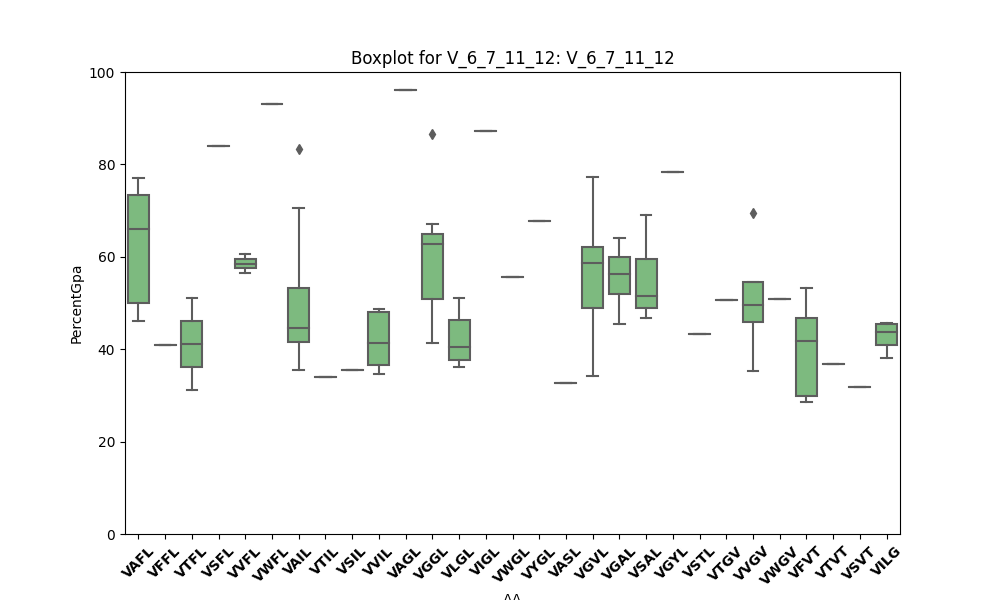 Boxplot for V_6_7_11_12: V_6_7_11_12
100
80
60
40
20
0
PercentGpa
VAFL
VFFL
VTFL
VSFL
VVFL
VWFL
VAIL
VTIL
VSIL
VVIL
VAGL
VGGL
VLGL
VIGL
VWGL
VYGL
VASL
VGVL
VGAL
VSAL
VGYL
VSTL
VTGV
VVGV
VWGV
VFVT
VTVT
VSVT
VILG
AA